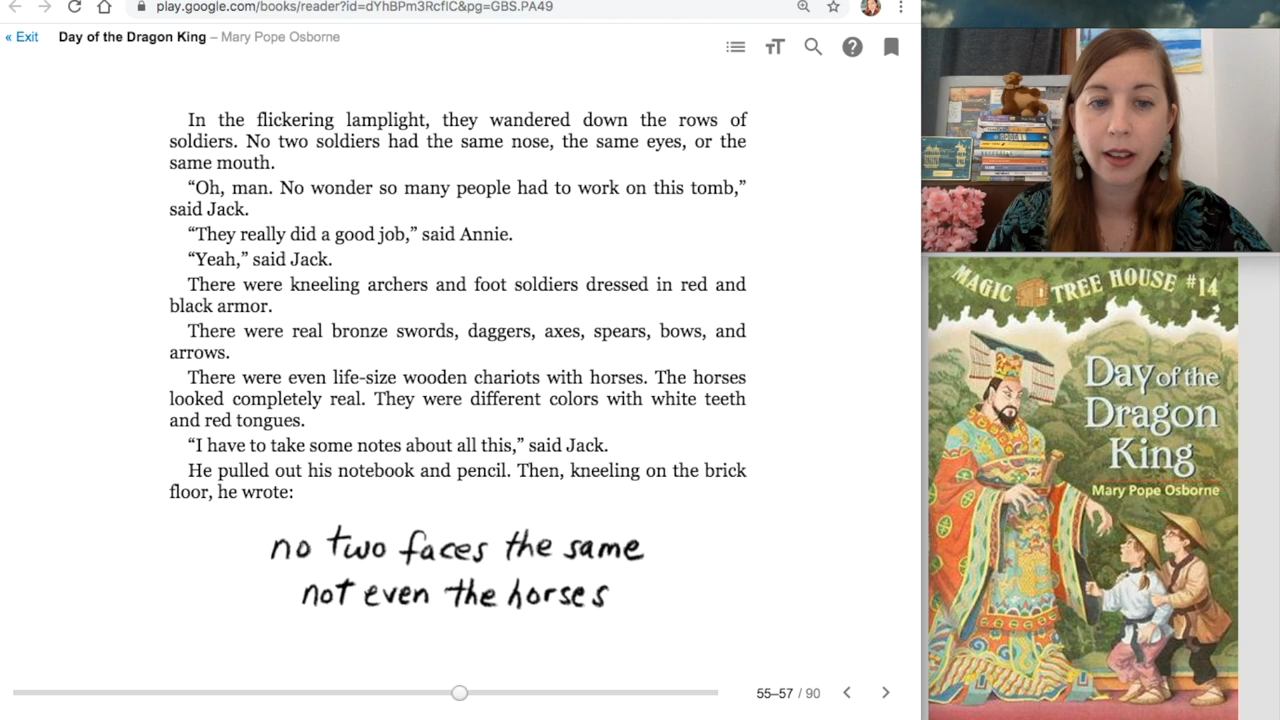 play.google.com/books/reader?id=dYhBPm3RcfIC&pg=GBS.PA49
« Exit Day of the Dragon King – Mary Pope Osborne
In the flickering lamplight, they wandered down the rows of
soldiers. No two soldiers had the same nose, the same eyes, or the
same mouth.
“Oh, man. No wonder so many people had to work on this tomb,”
said Jack.
“They really did a good job,” said Annie.
“Yeah,” said Jack.
There were kneeling archers and foot soldiers dressed in red and
black armor.
There were real bronze swords, daggers, axes, spears, bows, and
arrows.
There were even life-size wooden chariots with horses. The horses
looked completely real. They were different colors with white teeth
and red tongues.
“I have to take some notes about all this,” said Jack.
He pulled out his notebook and pencil. Then, kneeling on the brick
floor, he wrote:
no two faces the same
not even the horses
55–57 / 90
MAGIC TREE HOUSE #14
Day of the
Dragon
King
Mary Pope Osborne